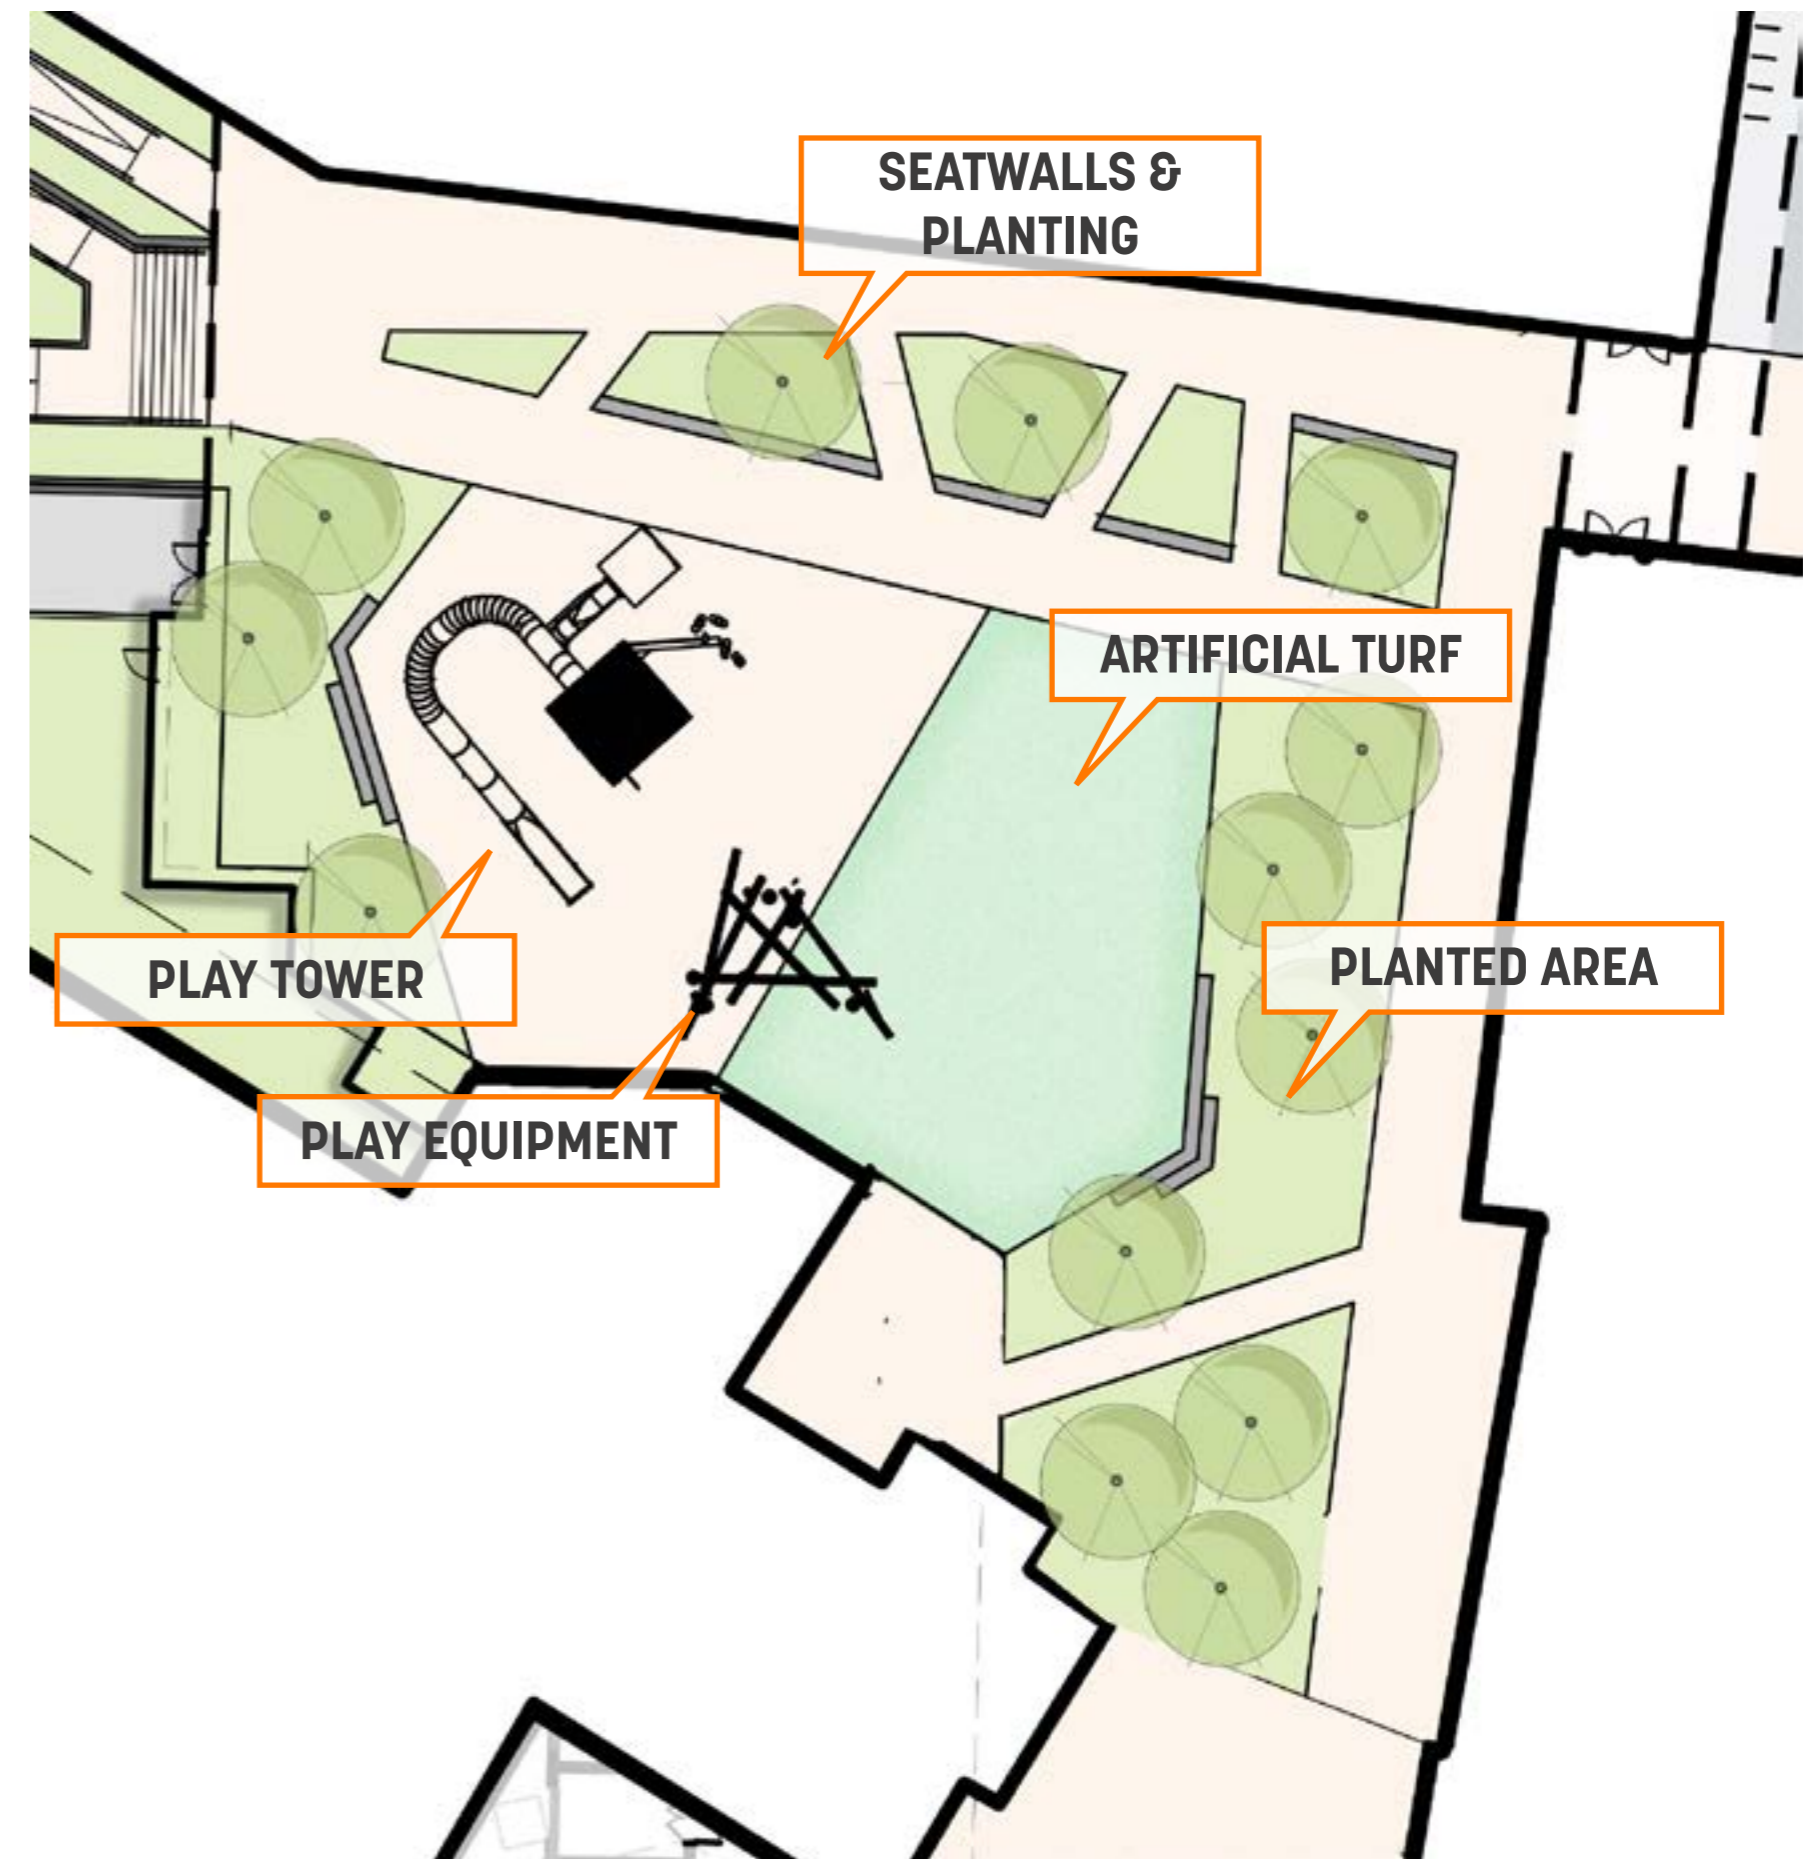 SEATWALLS &
PLANTING
ARTIFICIAL TURF
PLANTED AREA
PLAY TOWER
PLAY EQUIPMENT